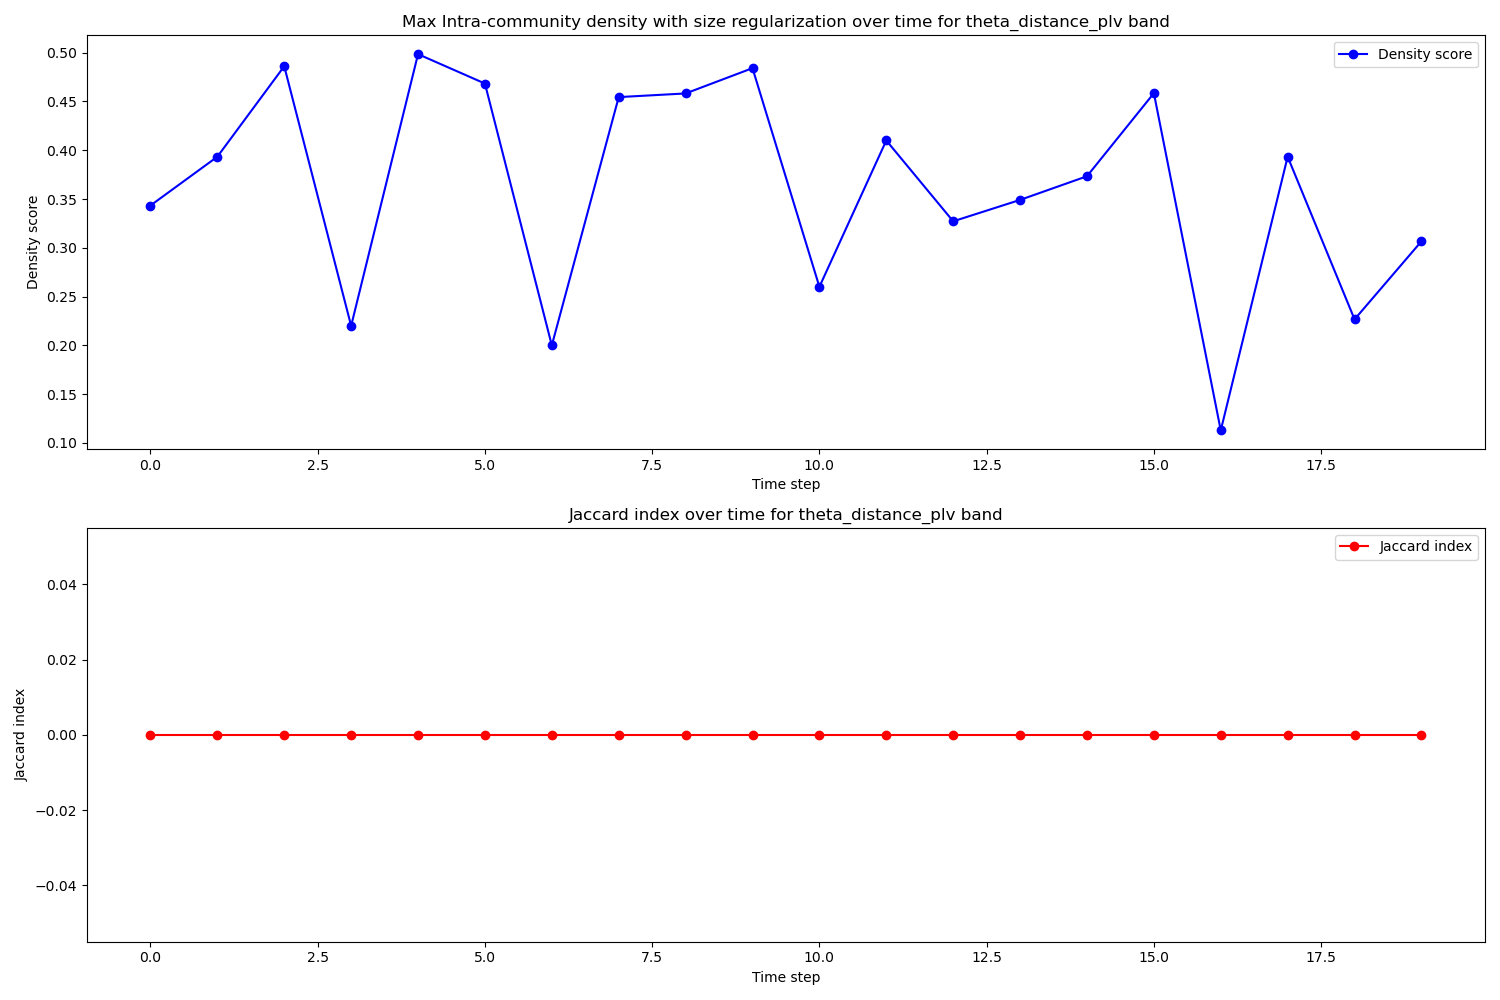 Max Intra-community density with size regularization over time for theta_distance_plv band
Density score
0.50
0.45
0.40
0.35
0.30
0.25
0.20
0.15
0.10
Density score
0.0 2.5 5.0 7.5 10.0 12.5 15.0 17.5
Time step
Jaccard index over time for theta_distance_plv band
Jaccard index
0.04
0.02
0.00
−0.02
−0.04
Jaccard index
0.0 2.5 5.0 7.5 10.0 12.5 15.0 17.5
Time step